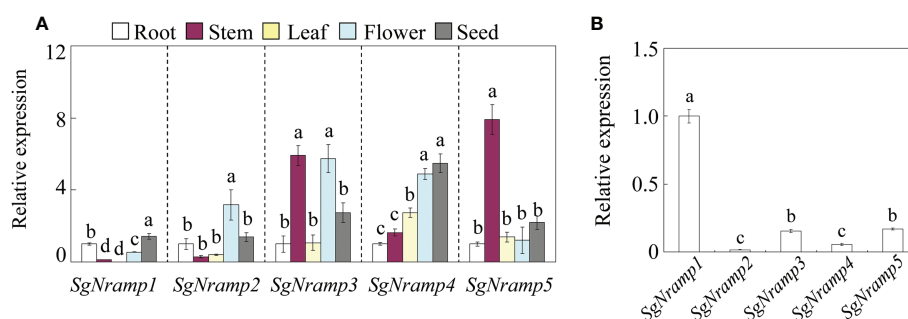 A
Root Stem Leaf Flower Seed
Relative expression
12
8
4
0
b d d c a
b b b a b
b a b a b
b c b a a
b a b b b
SgNramp1 SgNramp2 SgNramp3 SgNramp4 SgNramp5
B
Relative expression
1.5
1.0
0.5
0
a c b c b
SgNramp1 SgNramp2 SgNramp3 SgNramp4 SgNramp5